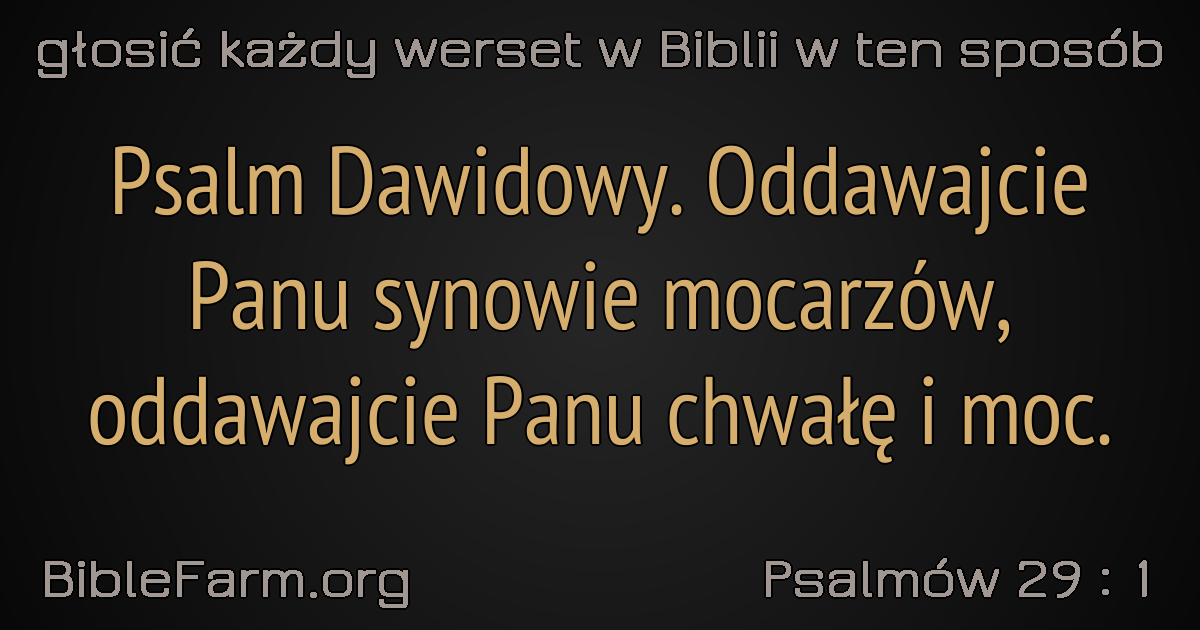 głosić każdy werset w Biblii w ten sposób
Psalm Dawidowy. Oddawajcie
Panu synowie mocarzów,
oddawajcie Panu chwałę i moc.
BibleFarm.org
Psalmów 29 : 1